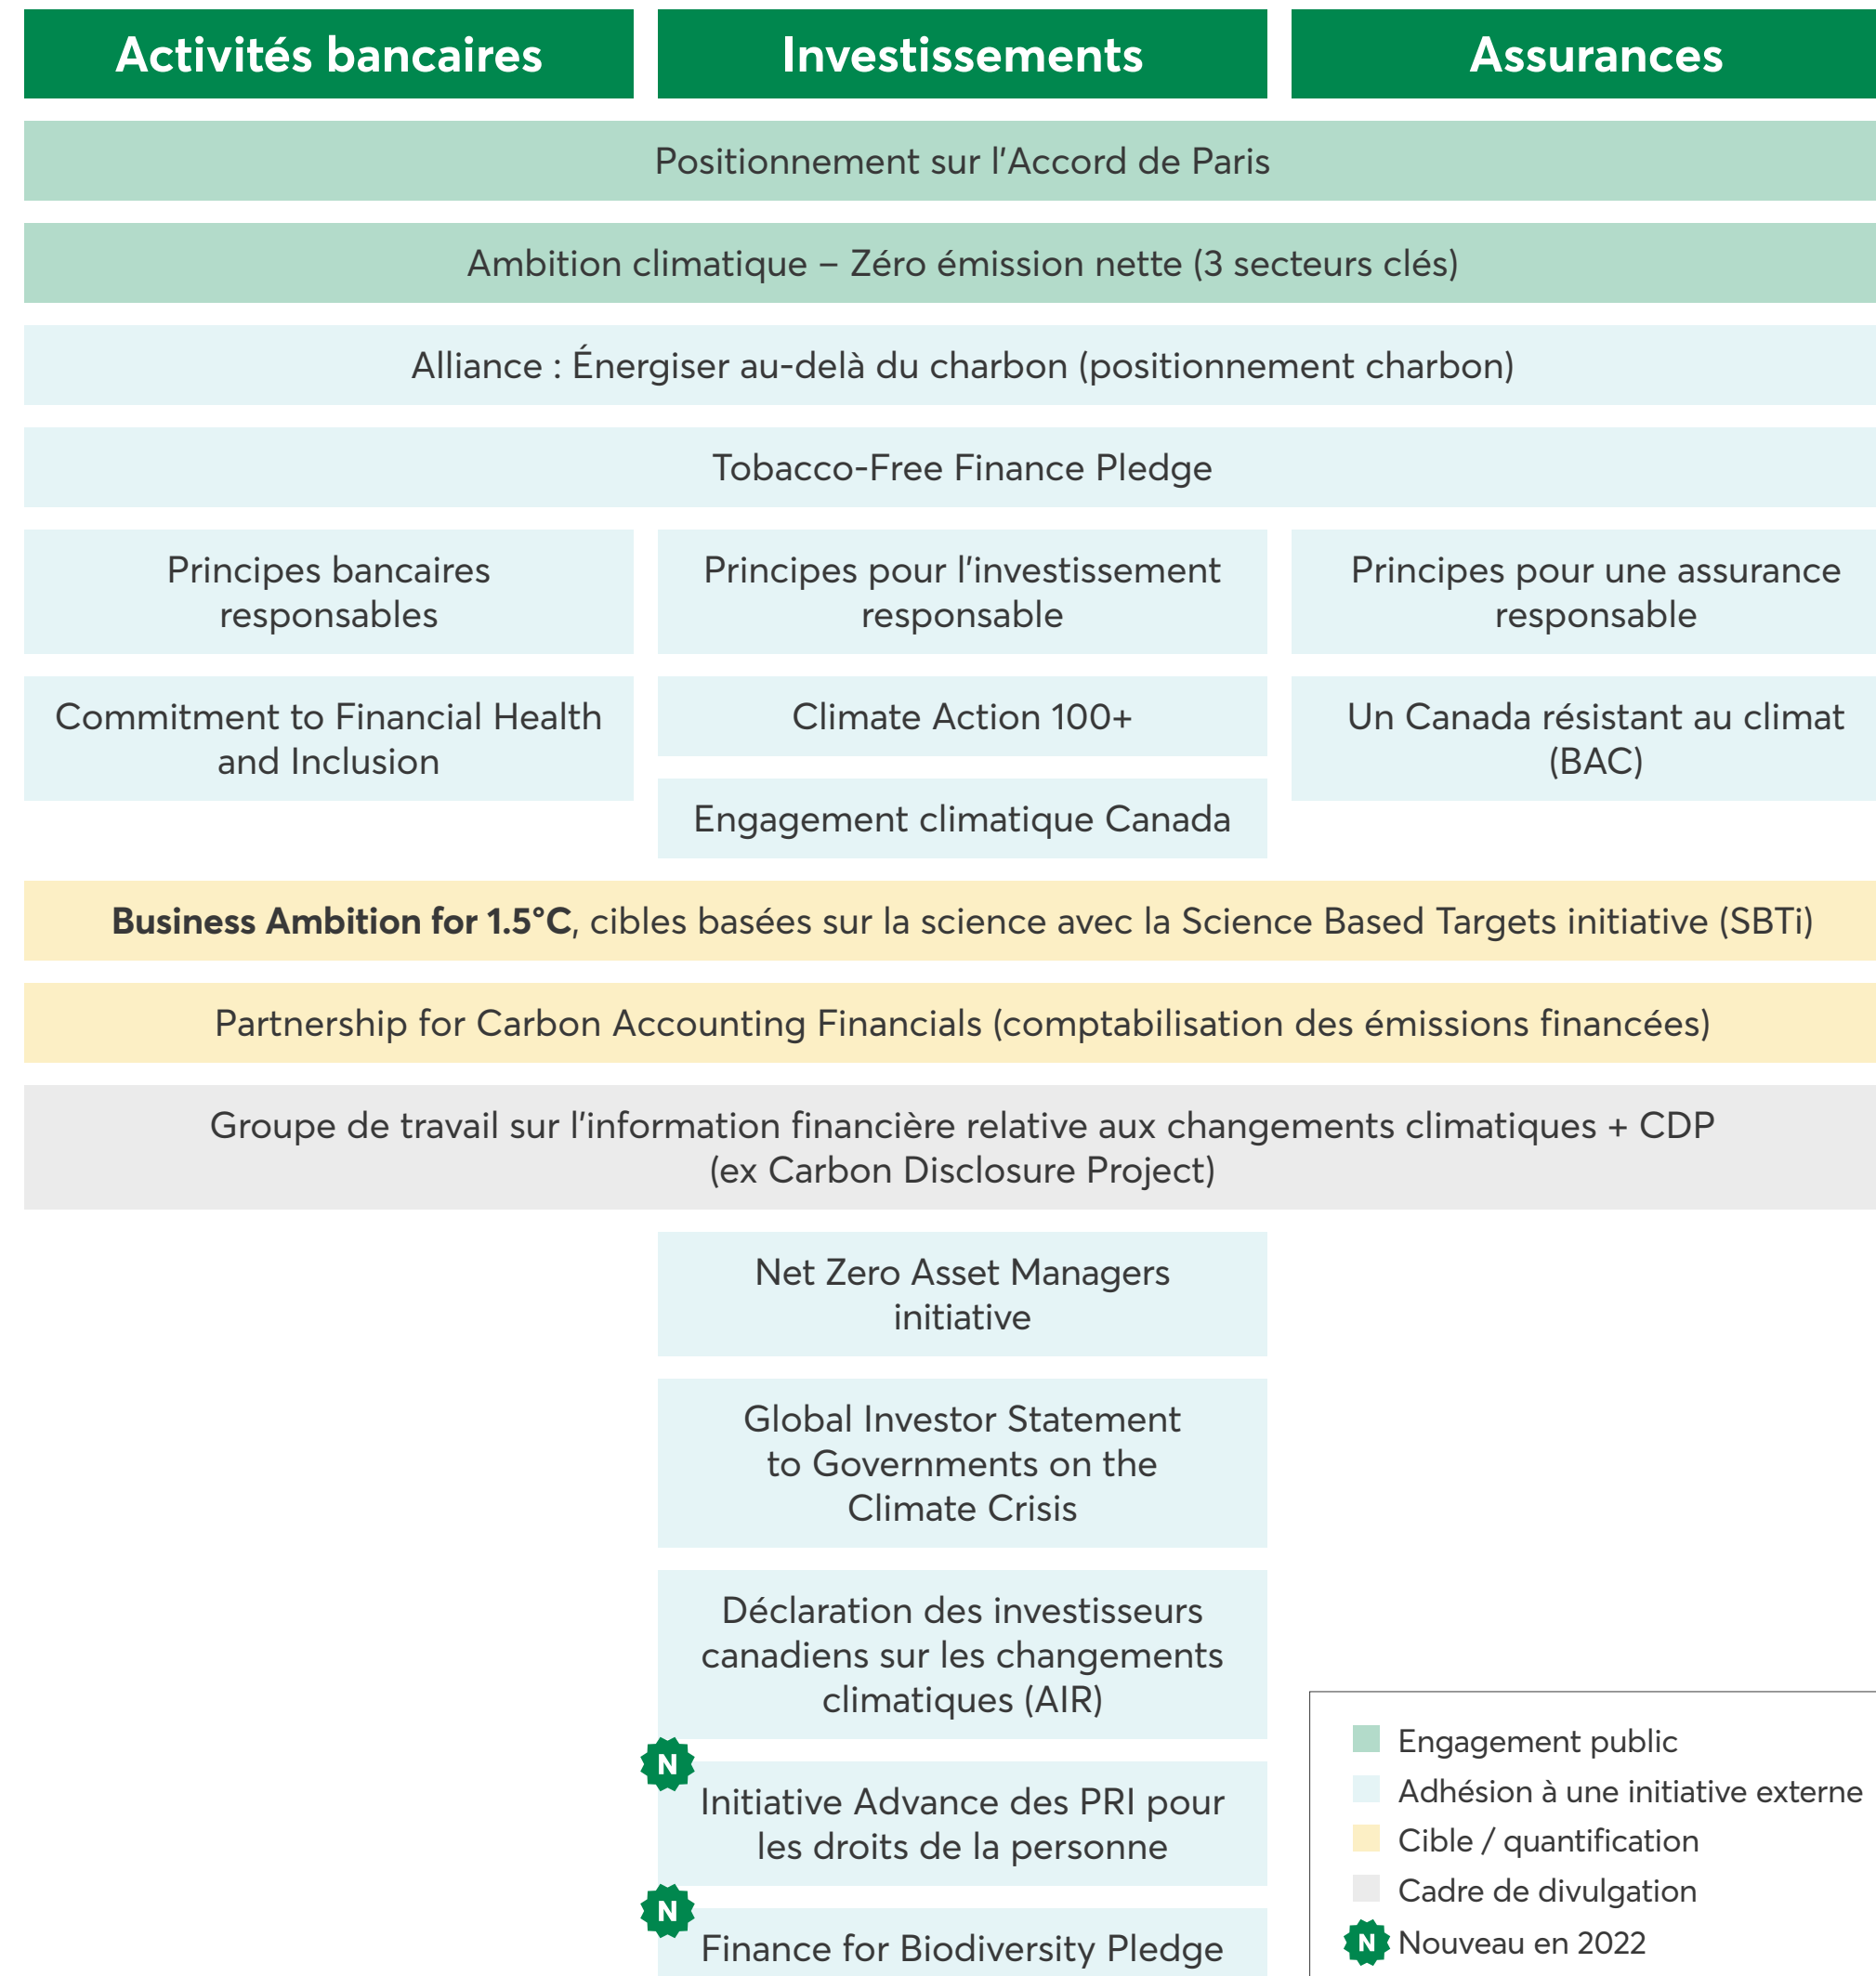 Activités bancaires
Investissements
Assurances
Positionnement sur l'Accord de Paris
Ambition climatique – Zéro émission nette (3 secteurs clés)
Alliance : Énergiser au-delà du charbon (positionnement charbon)
Tobacco-Free Finance Pledge
Principes bancaires
responsables
Principes pour l'investissement
responsable
Principes pour une assurance
responsable
Commitment to Financial Health
and Inclusion
Climate Action 100+
Engagement climatique Canada
Un Canada résistant au climat
(BAC)
Business Ambition for 1.5°C, cibles basées sur la science avec la Science Based Targets initiative (SBTi)
Partnership for Carbon Accounting Financials (comptabilisation des émissions financées)
Groupe de travail sur l'information financière relative aux changements climatiques + CDP
(ex Carbon Disclosure Project)
Net Zero Asset Managers
initiative
Global Investor Statement
to Governments on the
Climate Crisis
Déclaration des investisseurs
canadiens sur les changements
climatiques (AIR)
N
Initiative Advance des PRI pour
les droits de la personne
N
Finance for Biodiversity Pledge
Engagement public
Adhésion à une initiative externe
Cible / quantification
Cadre de divulgation
N Nouveau en 2022